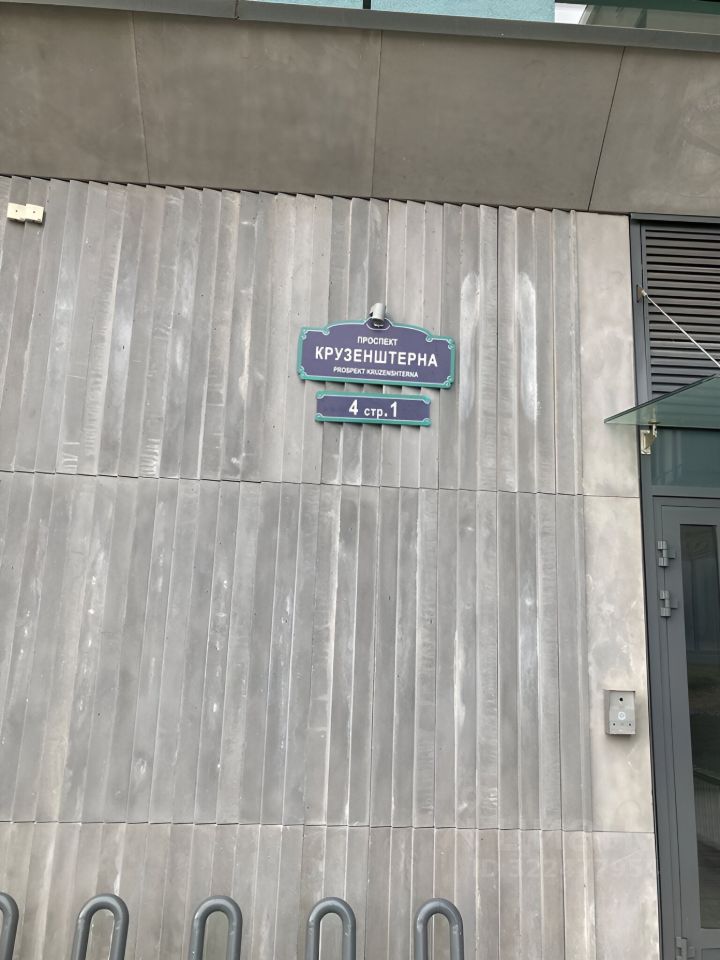 ПРОСПЕКТ
КРУЗЕНШТЕРНА
PROSPEKT KRUZENSHTERNA
4 стр. 1